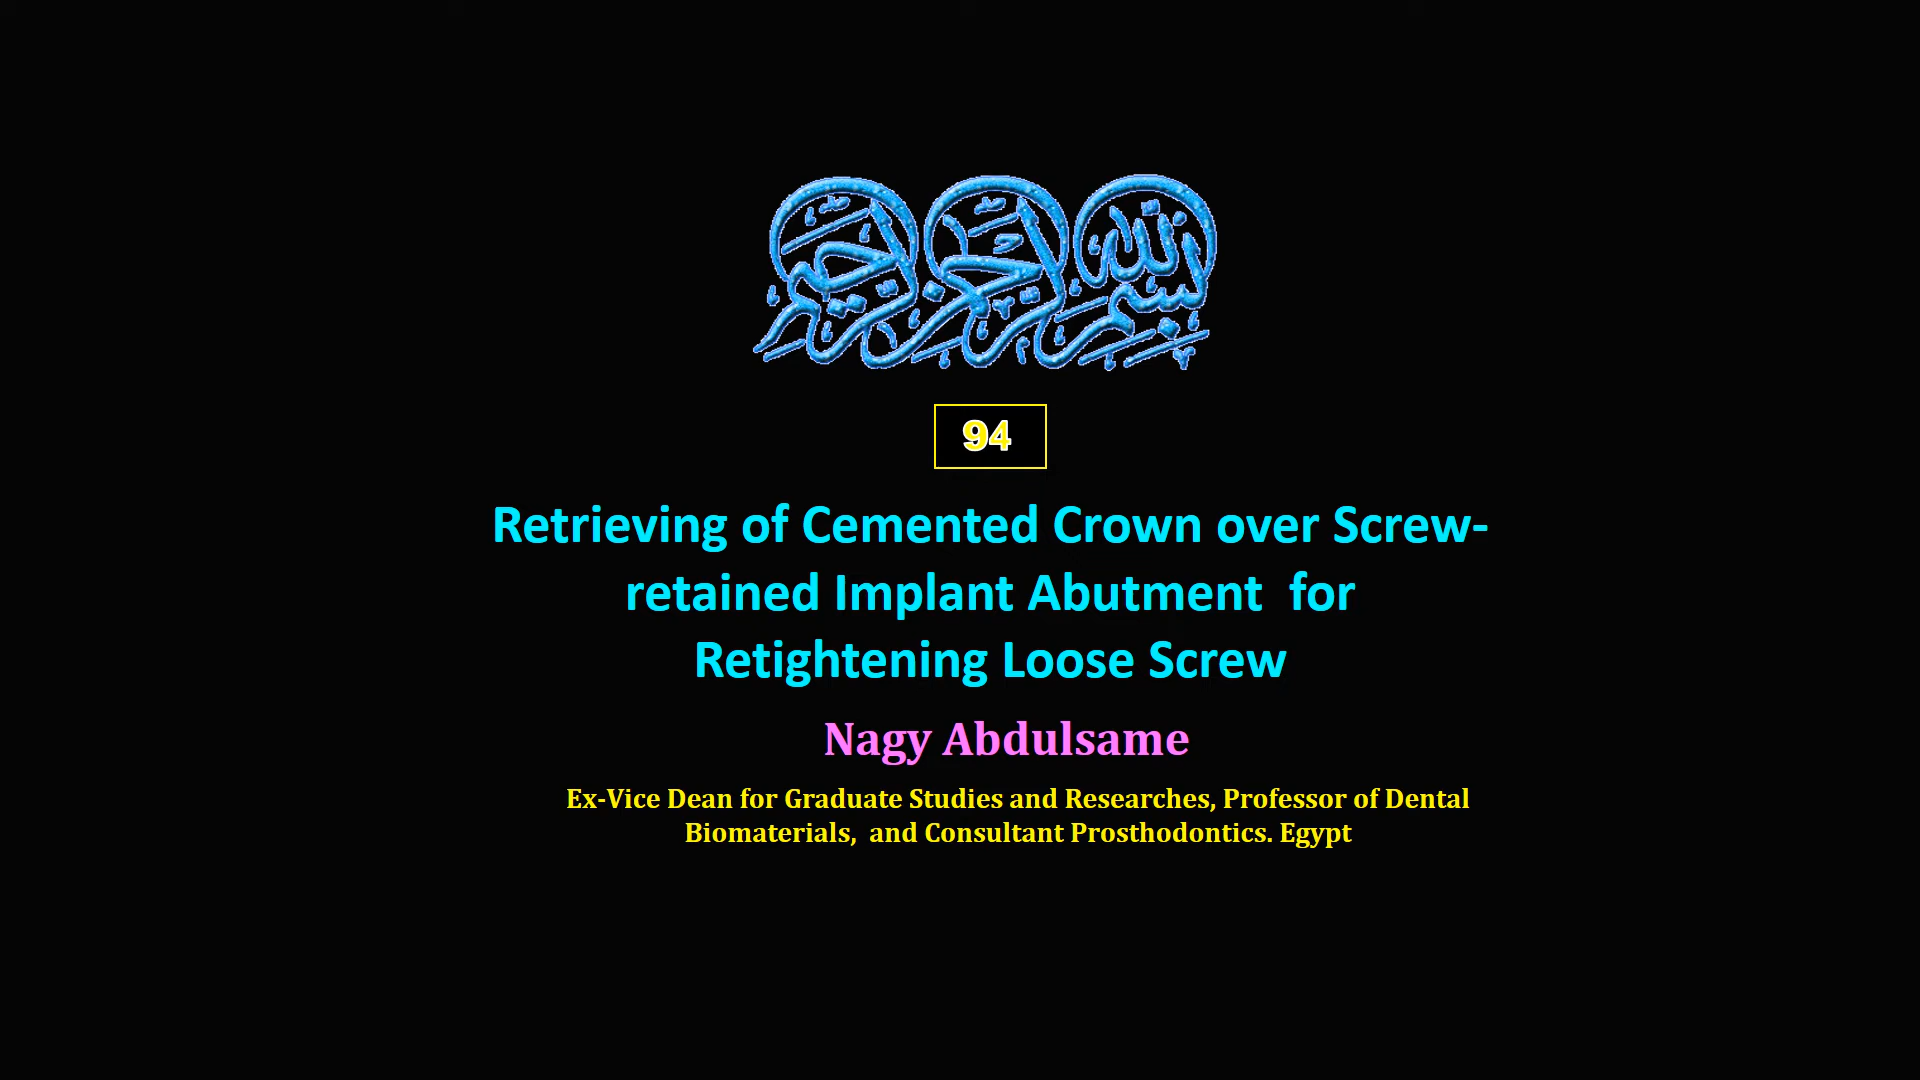 بسم الله الرحمن الرحيم
94
Retrieving of Cemented Crown over Screw-
retained Implant Abutment for
Retightening Loose Screw
Nagy Abdulsame
Ex-Vice Dean for Graduate Studies and Researches, Professor of Dental
Biomaterials, and Consultant Prosthodontics. Egypt